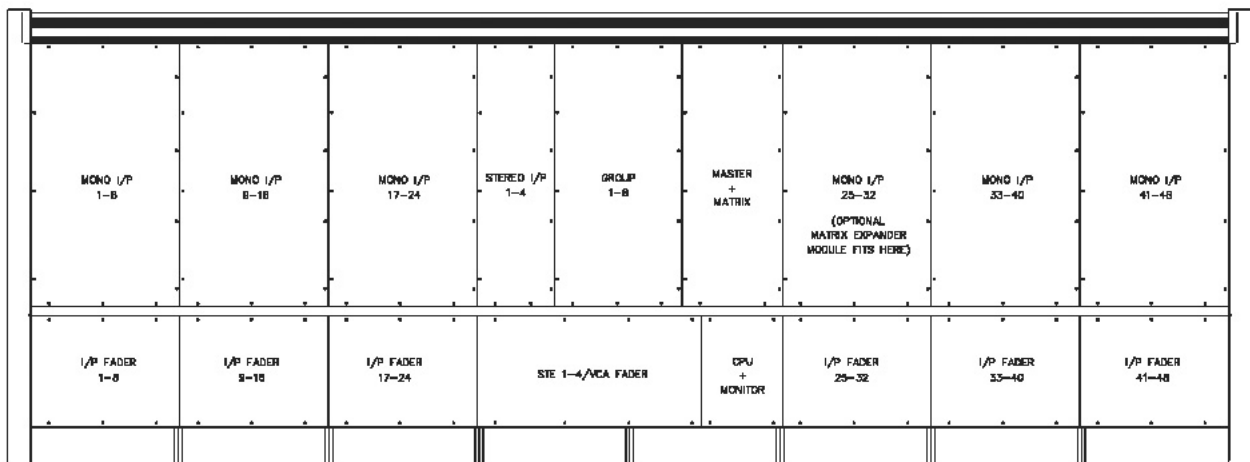 MONO I/P
1-8
MONO I/P
9-16
MONO I/P
17-24
STEREO I/P
1-4
GROUP
1-8
MASTER
+
MATRIX
MONO I/P
25-32
(OPTIONAL
MATRIX EXPANDER
MODULE FITS HERE)
MONO I/P
33-40
MONO I/P
41-48
I/P FADER
1-8
I/P FADER
9-16
I/P FADER
17-24
STE 1-4/VCA FADER
CPU
+
MONITOR
I/P FADER
25-32
I/P FADER
33-40
I/P FADER
41-48